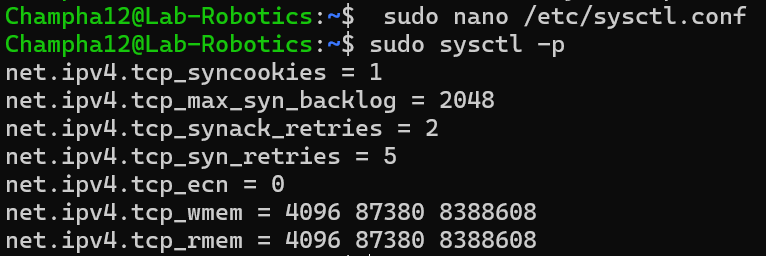 Champha12@Lab-Robotics:~$  sudo nano /etc/sysctl.conf
Champha12@Lab-Robotics:~$ sudo sysctl -p
net.ipv4.tcp_syncookies = 1
net.ipv4.tcp_max_syn_backlog = 2048
net.ipv4.tcp_synack_retries = 2
net.ipv4.tcp_syn_retries = 5
net.ipv4.tcp_ecn = 0
net.ipv4.tcp_wmem = 4096 87380 8388608
net.ipv4.tcp_rmem = 4096 87380 8388608